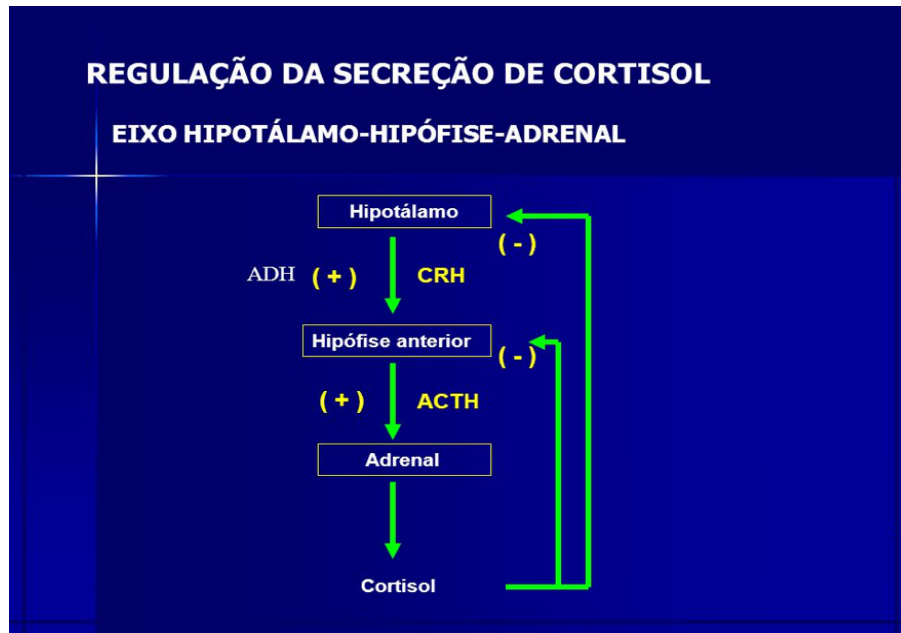 REGULAÇÃO DA SECREÇÃO DE CORTISOL
EIXO HIPOTÁLAMO-HIPÓFISE-ADRENAL
Hipotálamo
( - )
ADH ( + ) CRH
Hipófise anterior
( - )
( + ) ACTH
Adrenal
Cortisol